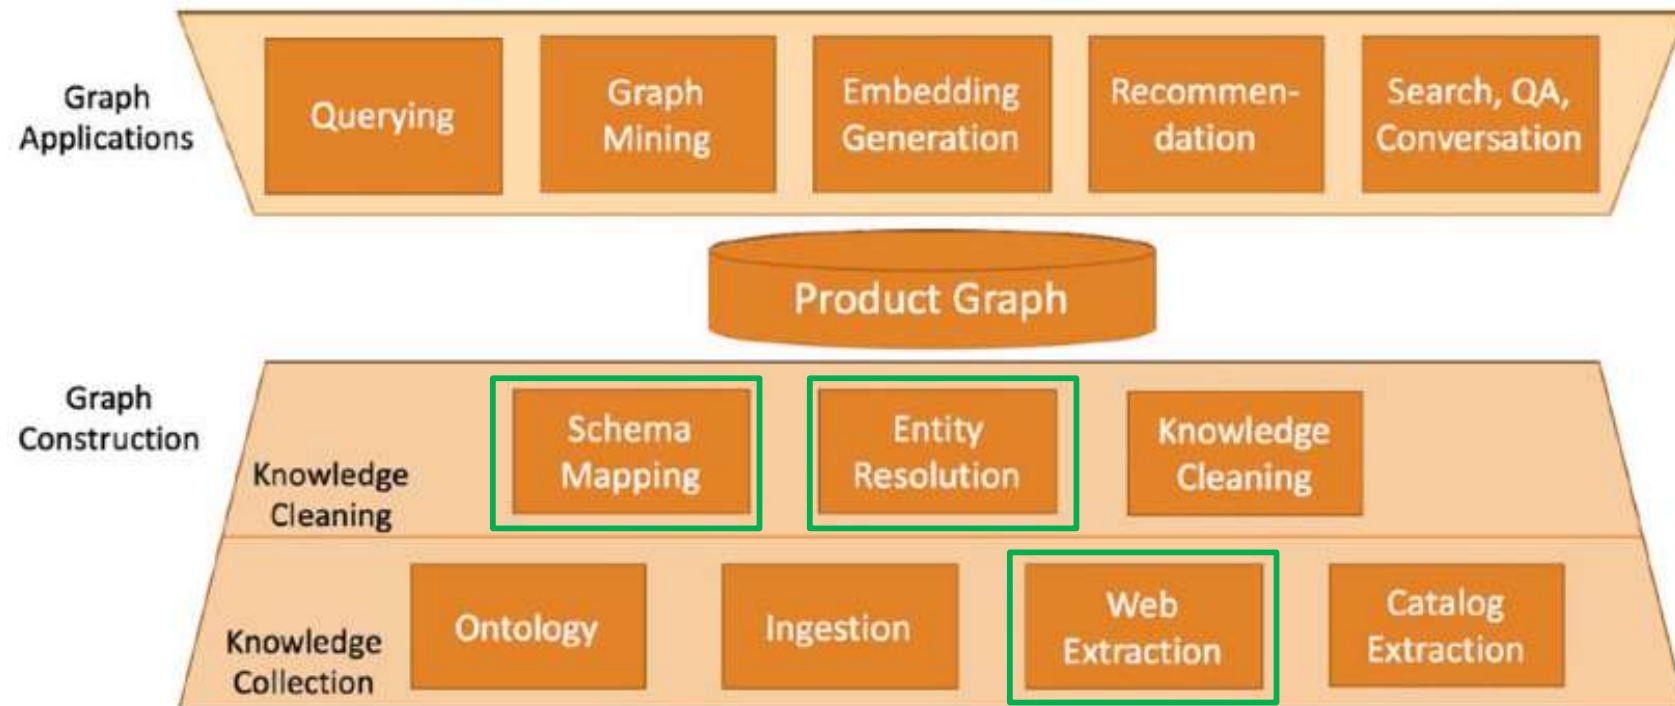 Graph
Applications
Querying
Graph
Mining
Embedding
Generation
Recommen-
dation
Search, QA,
Conversation
Product Graph
Graph
Construction
Knowledge
Cleaning
Schema
Mapping
Entity
Resolution
Knowledge
Cleaning
Knowledge
Collection
Ontology
Ingestion
Web
Extraction
Catalog
Extraction